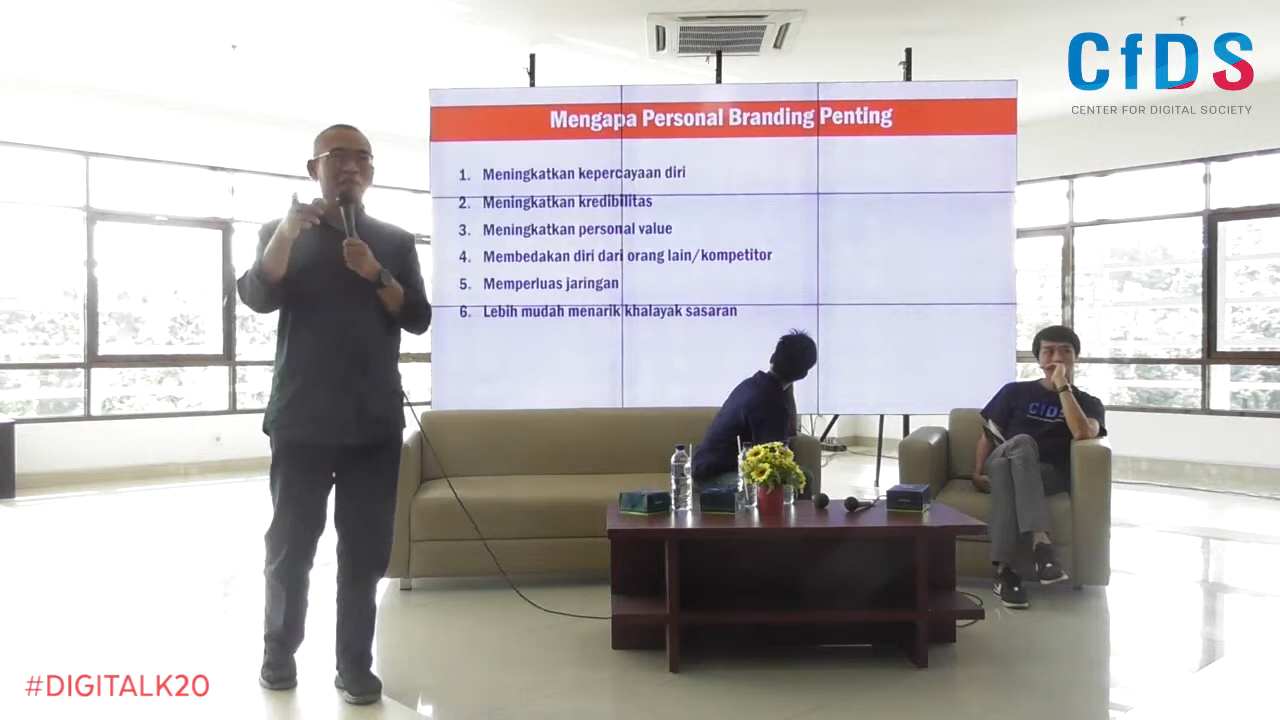 CfDS
CENTER FOR DIGITAL SOCIETY
Mengapa Personal Branding Penting
1. Meningkatkan kepercayaan diri
2. Meningkatkan kredibilitas
3. Meningkatkan personal value
4. Membedakan diri dari orang lain/kompetitor
5. Memperluas jaringan
6. Lebih mudah menarik khalayak sasaran
CfDS
#DIGITALK20